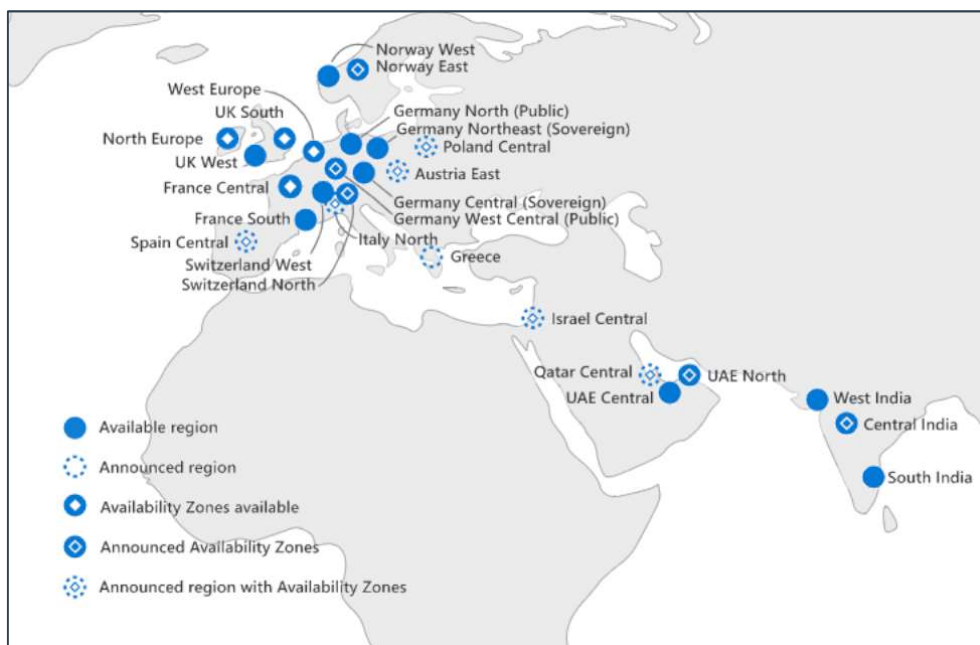 Norway West
Norway East
West Europe
UK South
Germany North (Public)
Germany Northeast (Sovereign)
North Europe
Poland Central
UK West
Austria East
France Central
Germany Central (Sovereign)
Germany West Central (Public)
France South
Spain Central
Italy North
Greece
Switzerland West
Switzerland North
Israel Central
Qatar Central
UAE North
UAE Central
West India
Central India
South India
Available region
Announced region
Availability Zones available
Announced Availability Zones
Announced region with Availability Zones